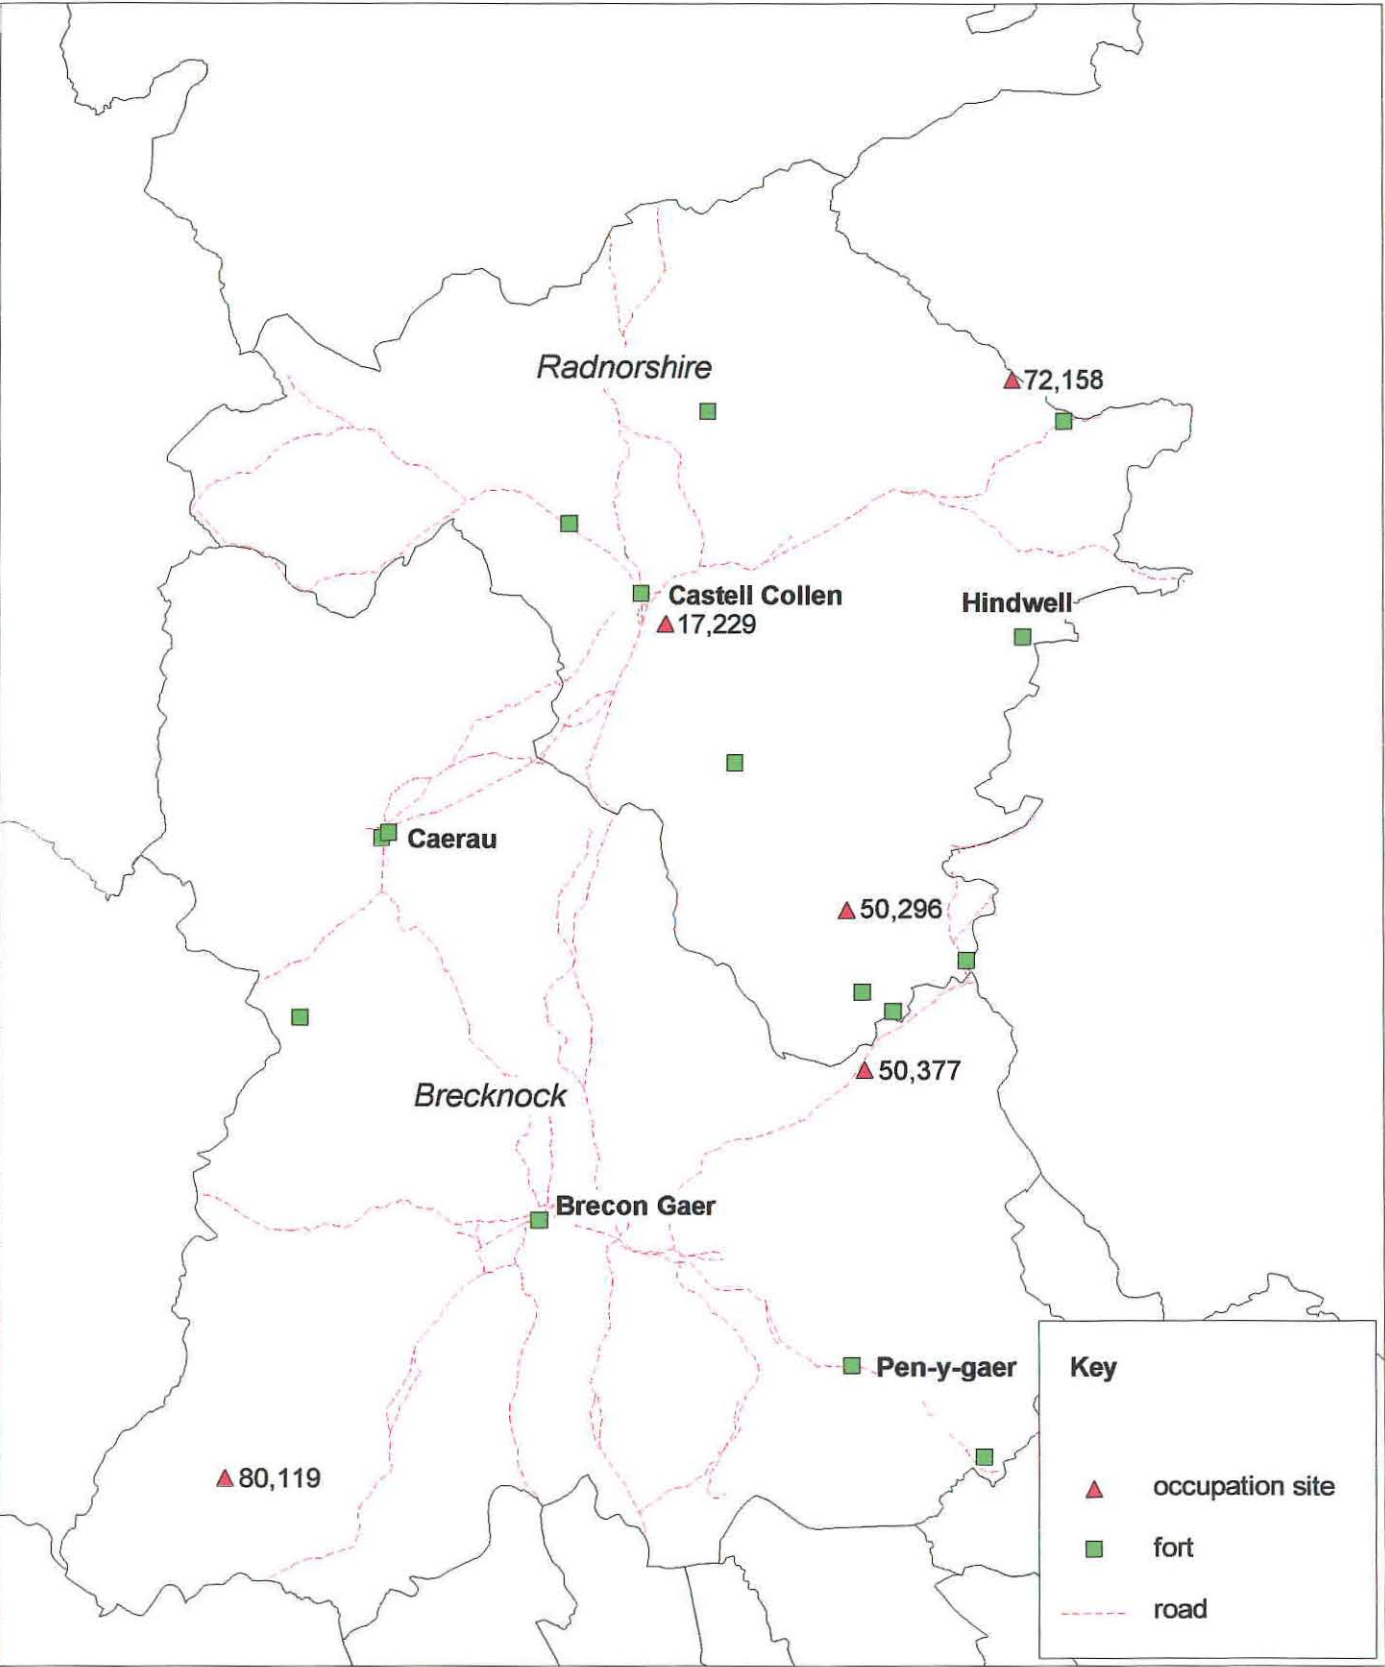 Radnorshire
72,158
Castell Collen
Hindwell
17,229
Caerau
50,296
50,377
Brecknock
Brecon Gaer
Pen-y-gaer
Key
80,119
occupation site
fort
road